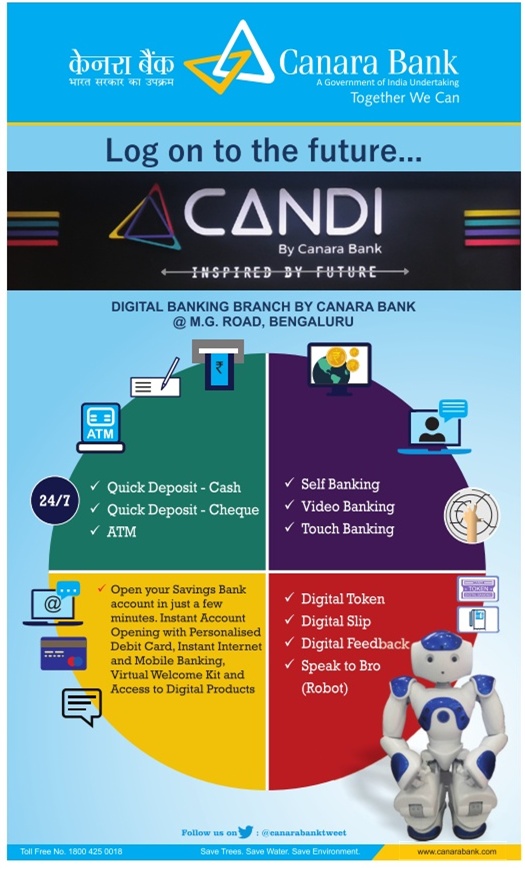 केनरा बैंक
भारत सरकार का उपक्रम
Canara Bank
A Government of India Undertaking
Together We Can
Log on to the future...
CANDI
By Canara Bank
INSPIRED BY FUTURE
DIGITAL BANKING BRANCH BY CANARA BANK
@ M.G. ROAD, BENGALURU
₹
ATM
24/7
Quick Deposit - Cash
Quick Deposit - Cheque
ATM
Self Banking
Video Banking
Touch Banking
@
Open your Savings Bank
account in just a few
minutes. Instant Account
Opening with Personalised
Debit Card, Instant Internet
and Mobile Banking,
Virtual Welcome Kit and
Access to Digital Products
Digital Token
Digital Slip
Digital Feedback
Speak to Bro
(Robot)
TOKEN
Follow us on : @canarabanktweet
Toll Free No. 1800 425 0018
Save Trees. Save Water. Save Environment.
www.canarabank.com